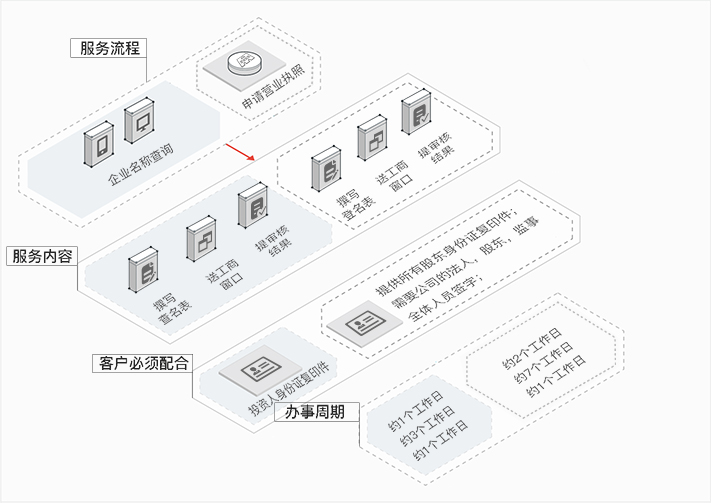 服务流程
申请营业执照
企业名称查询
服务内容
撰写
查名表
送工商
窗口
提审核
结果
撰写
登名表
送工商
窗口
提审核
结果
客户必须配合
投资人身份证复印件
提供所有股东身份证复印件;
需要公司的法人、股东、监事
全体人员签字;
办事周期
约1个工作日
约3个工作日
约1个工作日
约2个工作日
约7个工作日
约1个工作日